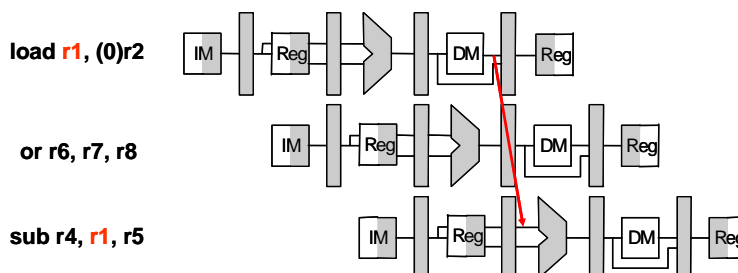 load r1, (0)r2 IM Reg DM Reg
or r6, r7, r8 IM Reg DM Reg
sub r4, r1, r5 IM Reg DM Reg